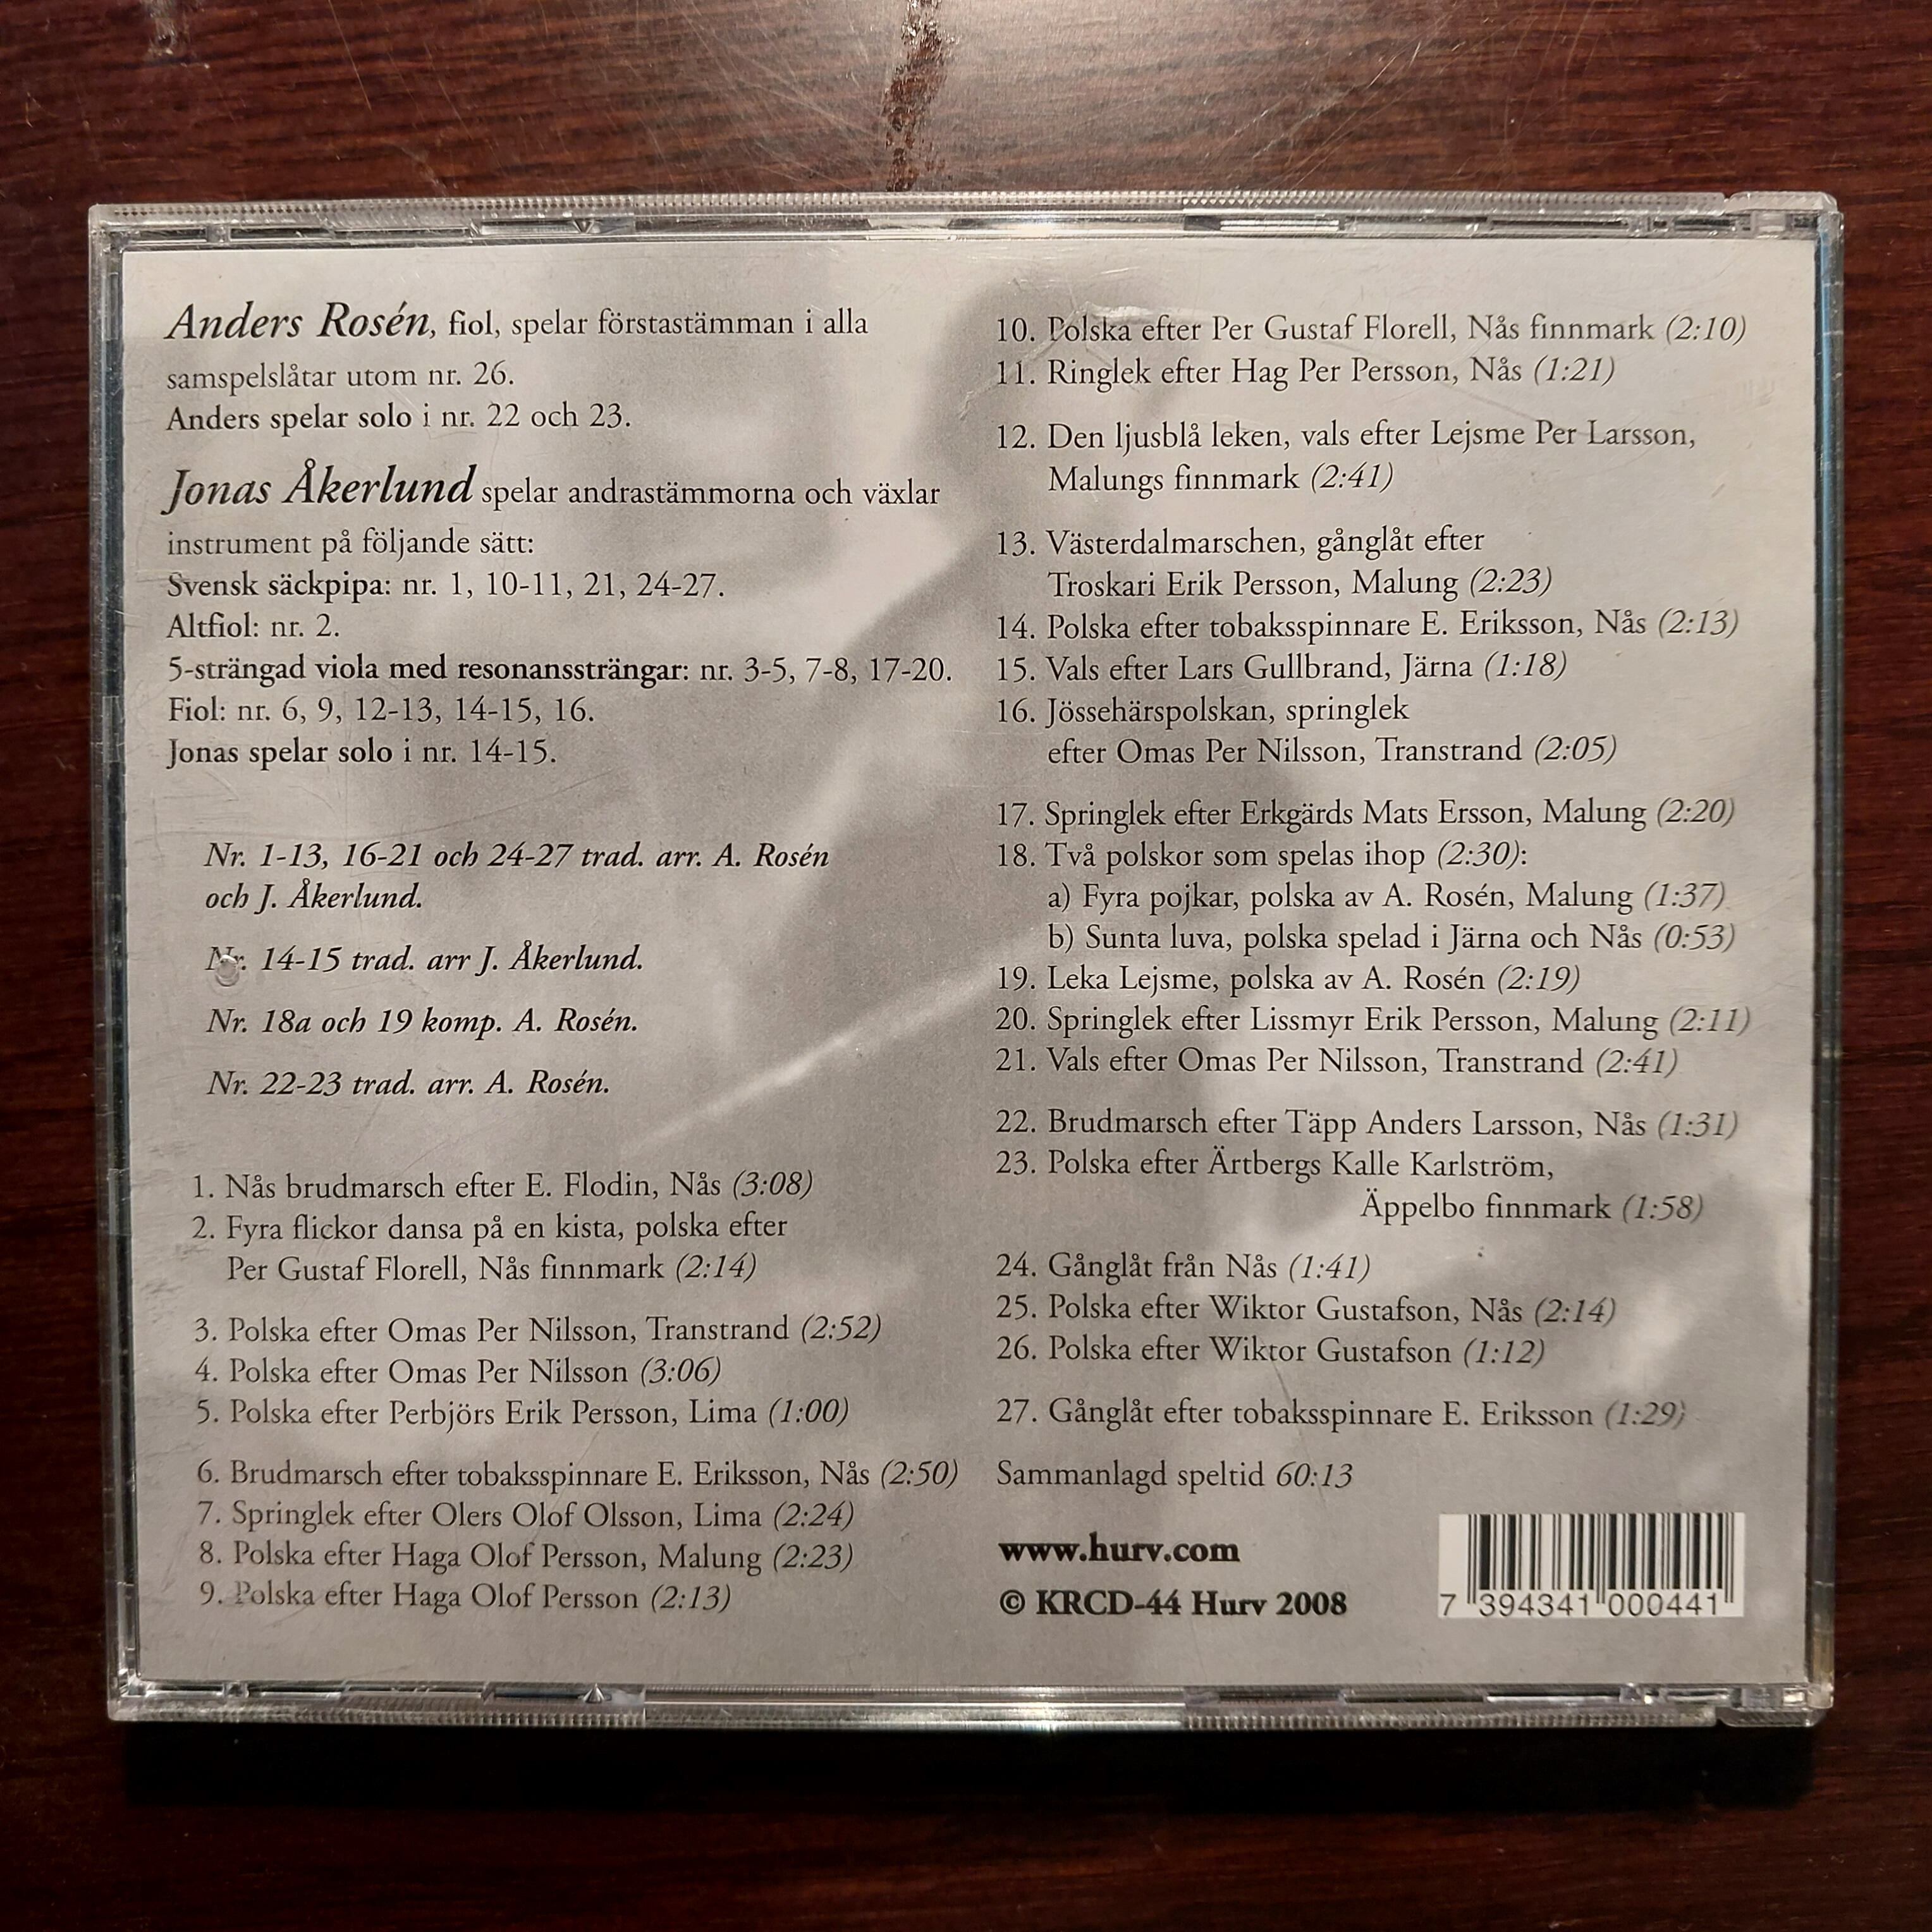 Anders Rosén, fiol, spelar förstastämman i alla
samspelslåtar utom nr. 26.
Anders spelar solo i nr. 22 och 23.
Jonas Åkerlund spelar andrastämmorna och växlar
instrument på följande sätt:
Svensk säckpipa: nr. 1, 10-11, 21, 24-27.
Altfiol: nr. 2.
5-strängad viola med resonanssträngar: nr. 3-5, 7-8, 17-20.
Fiol: nr. 6, 9, 12-13, 14-15, 16.
Jonas spelar solo i nr. 14-15.
Nr. 1-13, 16-21 och 24-27 trad. arr. A. Rosén
och J. Åkerlund.
Nr. 14-15 trad. arr J. Åkerlund.
Nr. 18a och 19 komp. A. Rosén.
Nr. 22-23 trad. arr. A. Rosén.
1. Nås brudmarsch efter E. Flodin, Nås (3:08)
2. Fyra flickor dansa på en kista, polska efter
Per Gustaf Florell, Nås finnmark (2:14)
3. Polska efter Omas Per Nilsson, Transtrand (2:52)
4. Polska efter Omas Per Nilsson (3:06)
5. Polska efter Perbjörs Erik Persson, Lima (1:00)
6. Brudmarsch efter tobaksspinnare E. Eriksson, Nås (2:50)
7. Springlek efter Olers Olof Olsson, Lima (2:24)
8. Polska efter Haga Olof Persson, Malung (2:23)
9. Polska efter Haga Olof Persson (2:13)
10. Polska efter Per Gustaf Florell, Nås finnmark (2:10)
11. Ringlek efter Hag Per Persson, Nås (1:21)
12. Den ljusblå leken, vals efter Lejsme Per Larsson,
Malungs finnmark (2:41)
13. Västerdalmarschen, gånglåt efter
Troskari Erik Persson, Malung (2:23)
14. Polska efter tobaksspinnare E. Eriksson, Nås (2:13)
15. Vals efter Lars Gullbrand, Järna (1:18)
16. Jössehärspolskan, springlek
efter Omas Per Nilsson, Transtrand (2:05)
17. Springlek efter Erkgärds Mats Ersson, Malung (2:20)
18. Två polskor som spelas ihop (2:30):
a) Fyra pojkar, polska av A. Rosén, Malung (1:37)
b) Sunta luva, polska spelad i Järna och Nås (0:53)
19. Leka Lejsme, polska av A. Rosén (2:19)
20. Springlek efter Lissmyr Erik Persson, Malung (2:11)
21. Vals efter Omas Per Nilsson, Transtrand (2:41)
22. Brudmarsch efter Täpp Anders Larsson, Nås (1:31)
23. Polska efter Ärtbergs Kalle Karlström,
Äppelbo finnmark (1:58)
24. Gånglåt från Nås (1:41)
25. Polska efter Wiktor Gustafson, Nås (2:14)
26. Polska efter Wiktor Gustafson (1:12)
27. Gånglåt efter tobaksspinnare E. Eriksson (1:29)
Sammanlagd speltid 60:13
www.hurv.com
© KRCD-44 Hurv 2008
7 394341 000441